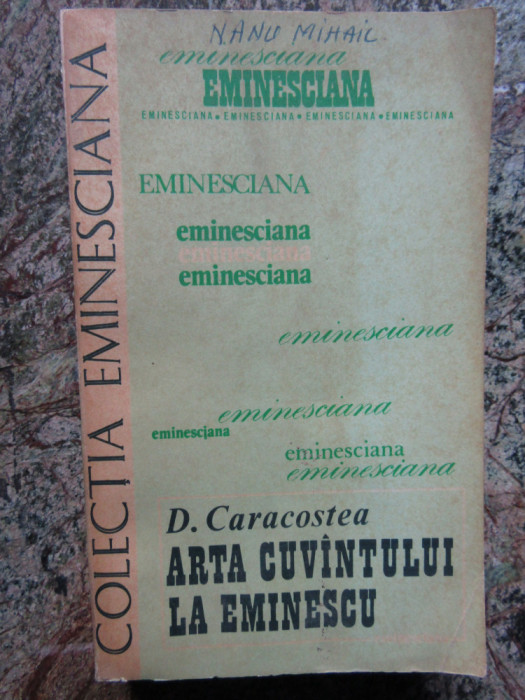 NANU MIHAIL
eminesciana
EMINESCIANA
EMINESCIANA • EMINESCIANA • EMINESCIANA • EMINESCIANA
EMINESCIANA
eminesciana
eminesciana
eminesciana
eminesciana
eminesciana
eminesciana
eminesciana
eminesciana
D. Caracostea
ARTA CUVÎNTULUI
LA EMINESCU
COLECȚIA EMINESCIANA